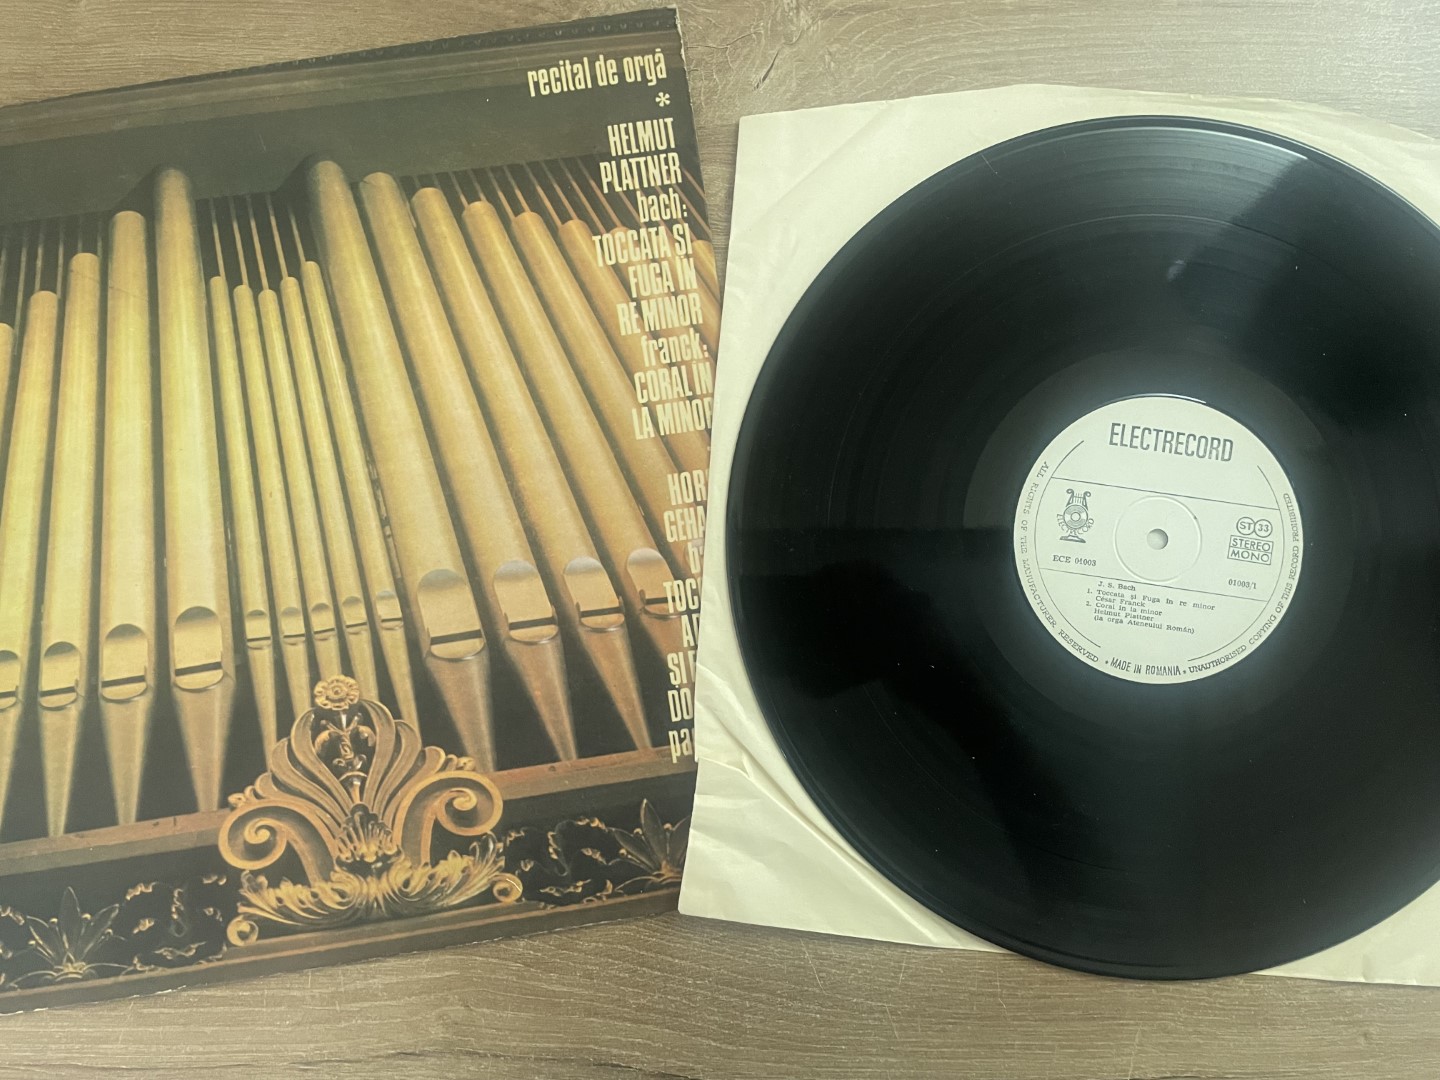 recital de orgă
*
HELMUT
PLATTNER
bach:
TOCCATA ȘI
FUGA ÎN
RE MINOR
franck:
CORAL ÎN
LA MINOR
ELECTRECORD
ALL RIGHTS OF THE MANUFACTURER RESERVED
ST 33
STEREO
MONO
ECE 01003
01003/1
J. S. Bach
1. Toccata și Fuga în re minor
César Franck
2. Coral în la minor
Helmut Plattner
(la orga Ateneului Român)
* MADE IN ROMANIA *
UNAUTHORISED COPYING OF THIS RECORD PROHIBITED